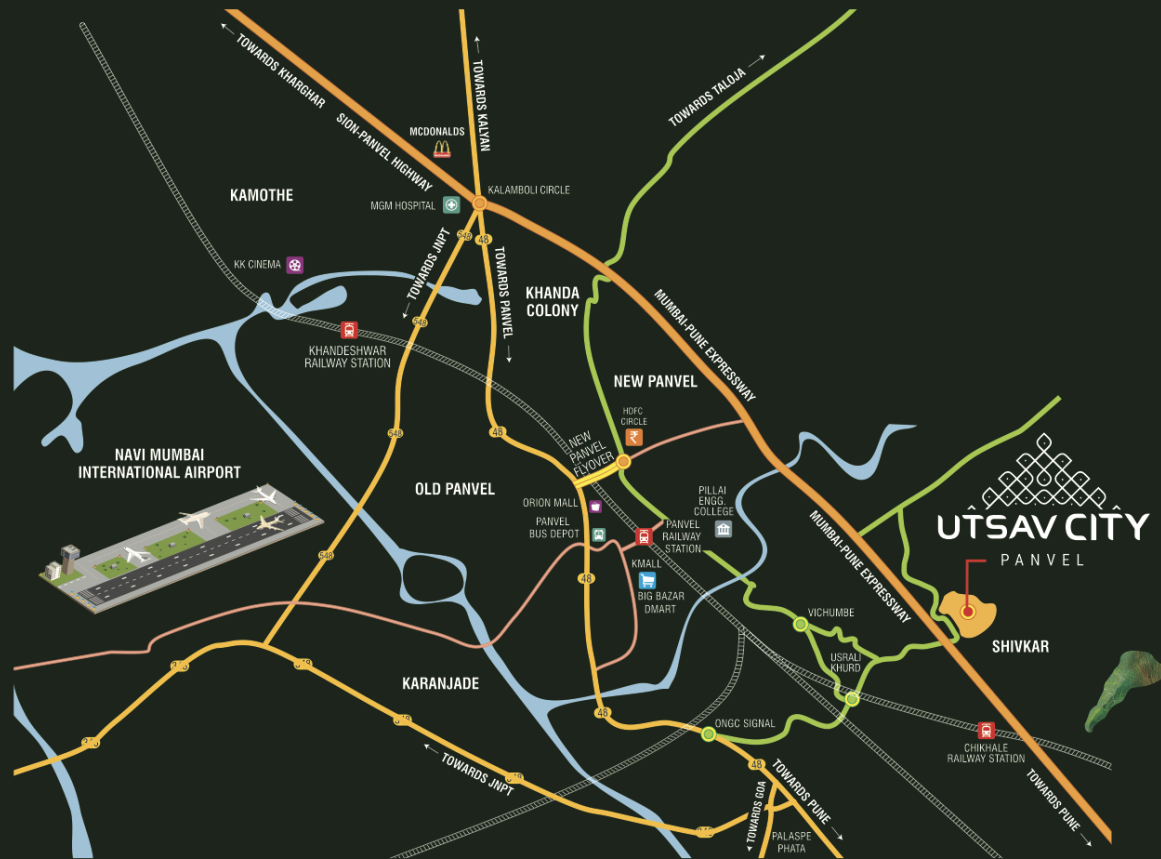 TOWARDS KHARGHAR
SION-PANVEL HIGHWAY
TOWARDS KALYAN
TOWARDS TALOJA
MCDONALDS
KALAMBOLI CIRCLE
KAMOTHE
MGM HOSPITAL
548
48
TOWARDS JNPT
TOWARDS PANVEL
KK CINEMA
KHANDA
COLONY
MUMBAI-PUNE EXPRESSWAY
548
KHANDESHWAR
RAILWAY STATION
NEW PANVEL
HDFC
CIRCLE
₹
548
48
NEW
PANVEL
FLYOVER
NAVI MUMBAI
INTERNATIONAL AIRPORT
OLD PANVEL
PILLAI
ENGG.
COLLEGE
ORION MALL
PANVEL
BUS DEPOT
PANVEL
RAILWAY
STATION
MUMBAI-PUNE EXPRESSWAY
UTSAV CITY
PANVEL
548
48
KMALL
BIG BAZAR
DMART
VICHUMBE
SHIVKAR
USRALI
KHURD
KARANJADE
48
ONGC SIGNAL
CHIKHALE
RAILWAY STATION
TOWARDS JNPT
48
TOWARDS GOA
TOWARDS PUNE
TOWARDS PUNE
PALASPE
PHATA